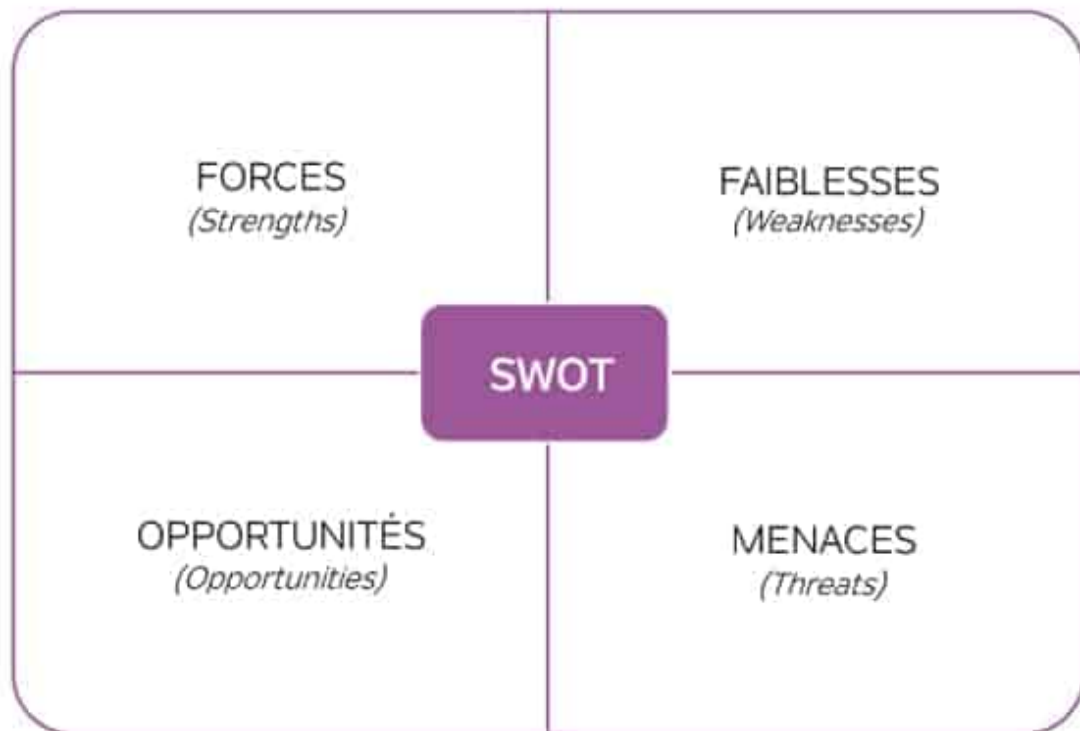 FORCES
(Strengths)
FAIBLESSES
(Weaknesses)
SWOT
OPPORTUNITÉS
(Opportunities)
MENACES
(Threats)